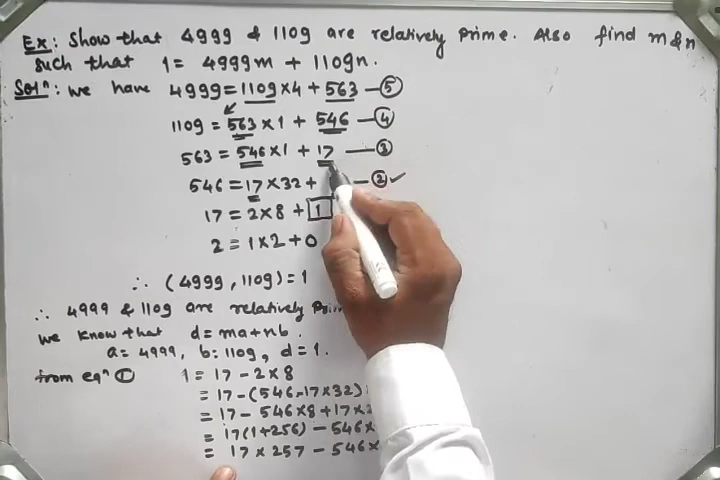 Ex: Show that 4999 & 1109 are relatively prime. Also find m & n
such that 1 = 4999m + 1109n.
Solⁿ: we have 4999 = 1109 × 4 + 563 — ⑤
1109 = 563 × 1 + 546 — ④
563 = 546 × 1 + 17 — ③
546 = 17 × 32 + — ② ✓
17 = 2 × 8 + 1
2 = 1 × 2 + 0
∴ (4999, 1109) = 1
∴ 4999 & 1109 are relatively
we know that d = ma + nb.
a = 4999, b = 1109, d = 1.
from eqⁿ ① 1 = 17 - 2 × 8
= 17 - (546 - 17 × 32)
= 17 - 546 × 8 + 17 ×
= 17(1 + 256) - 546 ×
= 17 × 257 - 546 ×